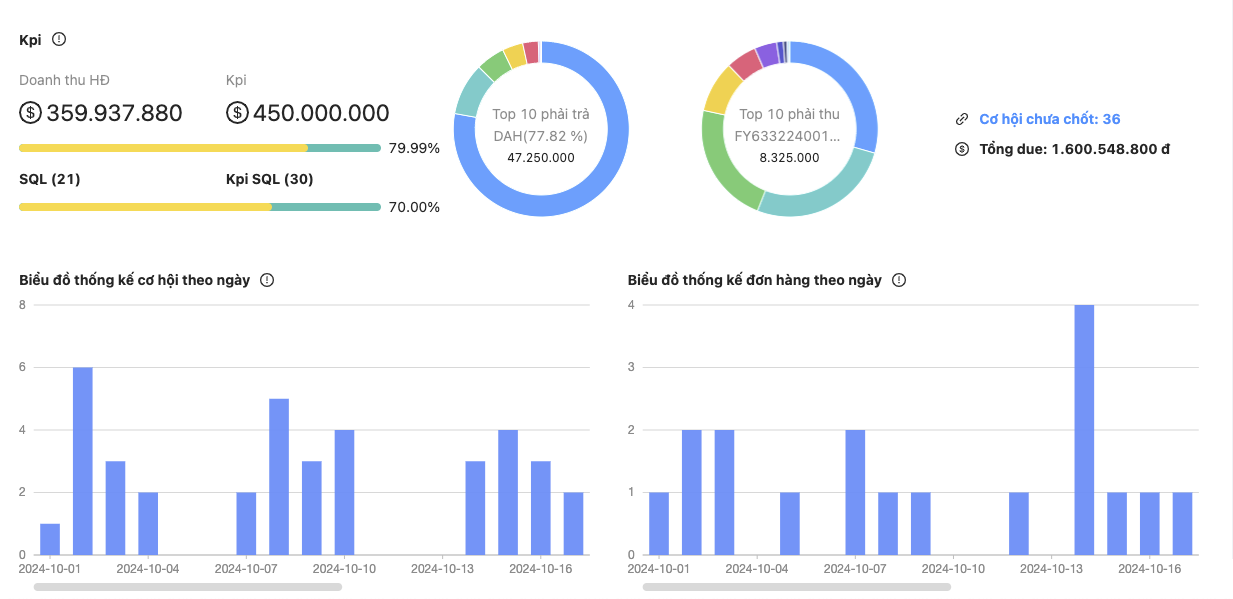 Kpi
Doanh thu HĐ
Kpi
359.937.880
450.000.000
79.99%
SQL (21)
Kpi SQL (30)
70.00%
Top 10 phải trả
DAH(77.82 %)
47.250.000
Top 10 phải thu
FY633224001...
8.325.000
Cơ hội chưa chốt: 36
Tổng due: 1.600.548.800 đ
Biểu đồ thống kế cơ hội theo ngày
8
6
4
2
0
2024-10-01
2024-10-04
2024-10-07
2024-10-10
2024-10-13
2024-10-16
Biểu đồ thống kế đơn hàng theo ngày
4
3
2
1
0
2024-10-01
2024-10-04
2024-10-07
2024-10-10
2024-10-13
2024-10-16